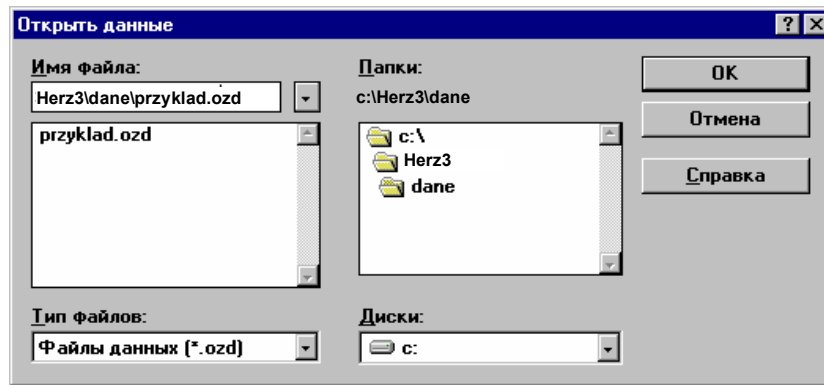 Открыть данные
Имя файла:
Herz3\dane\przyklad.ozd
przyklad.ozd
Тип файлов:
Файлы данных (*.ozd)
Папки:
c:\Herz3\dane
c:\
Herz3
dane
Диски:
c:
OK
Отмена
Справка